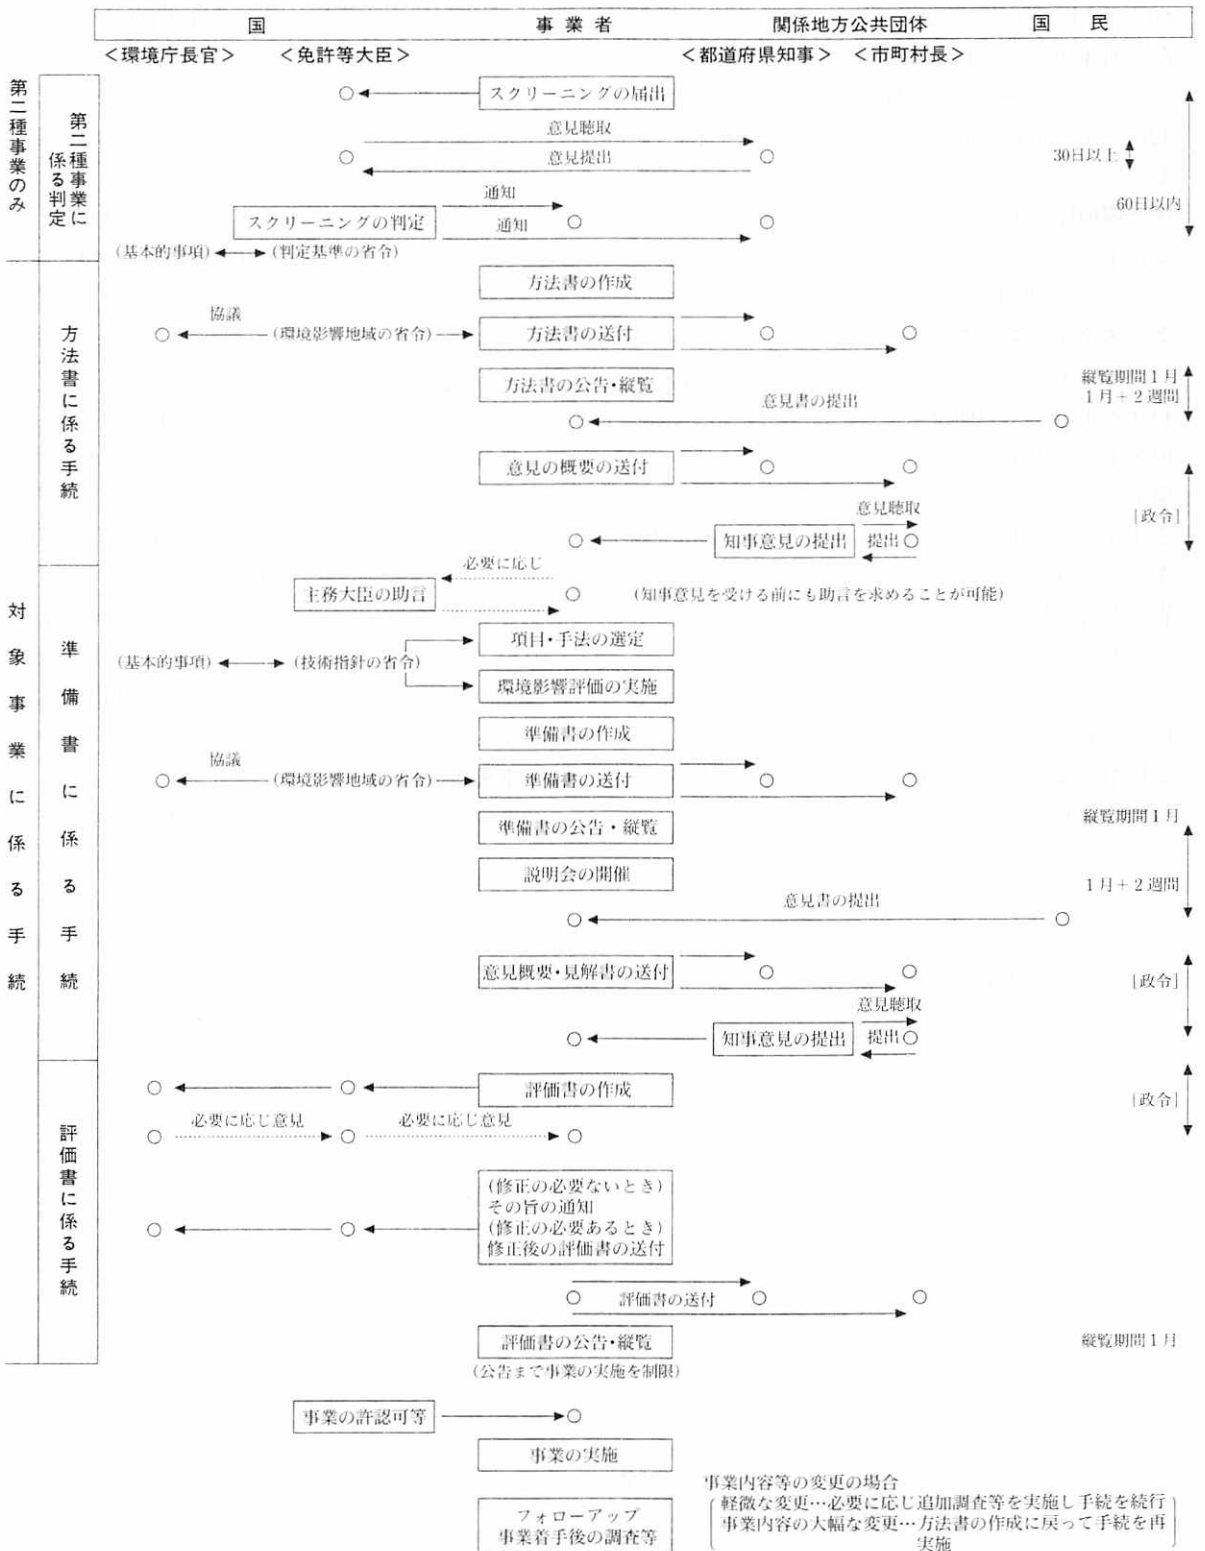 国 事業者 関係地方公共団体 国民
＜環境庁長官＞ ＜免許等大臣＞ ＜都道府県知事＞ ＜市町村長＞
第二種事業のみ
第二種事業に
係る判定
スクリーニングの届出
意見聴取
意見提出
30日以上
60日以内
通知
スクリーニングの判定
通知
(基本的事項) (判定基準の省令)
対象事業に係る手続
方法書に係る手続
方法書の作成
協議
(環境影響地域の省令)
方法書の送付
方法書の公告・縦覧
縦覧期間1月
1月+2週間
意見書の提出
意見の概要の送付
意見聴取
[政令]
知事意見の提出
提出
準備書に係る手続
必要に応じ
主務大臣の助言
(知事意見を受ける前にも助言を求めることが可能)
項目・手法の選定
(基本的事項) (技術指針の省令)
環境影響評価の実施
準備書の作成
協議
(環境影響地域の省令)
準備書の送付
準備書の公告・縦覧
縦覧期間1月
説明会の開催
1月+2週間
意見書の提出
意見概要・見解書の送付
[政令]
意見聴取
知事意見の提出
提出
評価書に係る手続
評価書の作成
[政令]
必要に応じ意見 必要に応じ意見
(修正の必要ないとき)
その旨の通知
(修正の必要あるとき)
修正後の評価書の送付
評価書の送付
評価書の公告・縦覧
縦覧期間1月
(公告まで事業の実施を制限)
事業の許認可等
事業の実施
フォローアップ
事業着手後の調査等
事業内容等の変更の場合
軽微な変更…必要に応じ追加調査等を実施し手続を続行
事業内容の大幅な変更…方法書の作成に戻って手続を再
実施